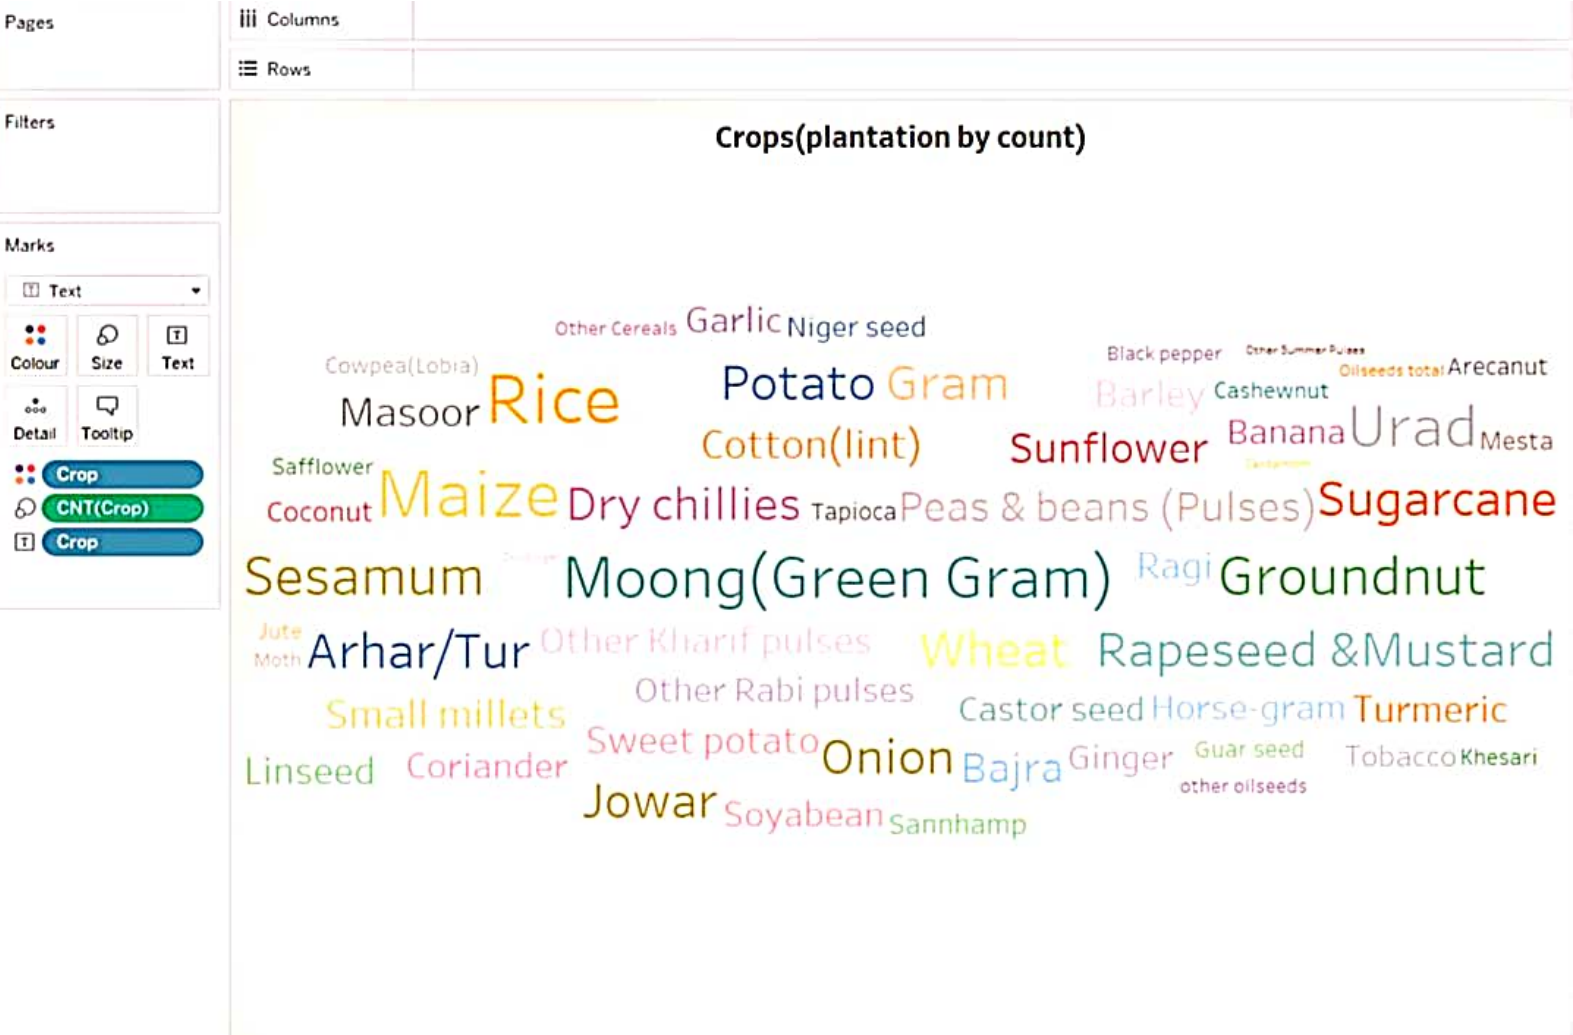 Pages
Columns
Rows
Filters
Marks
Text
Colour
Size
Text
Detail
Tooltip
Crop
CNT(Crop)
Crop
Crops(plantation by count)
Other Cereals Garlic Niger seed
Cowpea(Lobia)
Black pepper Other Summer Pulses
Oilseeds total Arecanut
Masoor Rice
Potato Gram
Barley Cashewnut
Cotton(lint)
Sunflower Banana Urad Mesta
Safflower
Coconut Maize Dry chillies Tapioca Peas & beans (Pulses) Sugarcane
Sesamum
Moong(Green Gram) Ragi Groundnut
Jute
Moth Arhar/Tur Other Kharif pulses Wheat Rapeseed &Mustard
Other Rabi pulses
Small millets
Castor seed Horse-gram Turmeric
Linseed Coriander Sweet potato Onion Bajra Ginger Guar seed Tobacco Khesari
other oilseeds
Jowar Soyabean Sannhamp